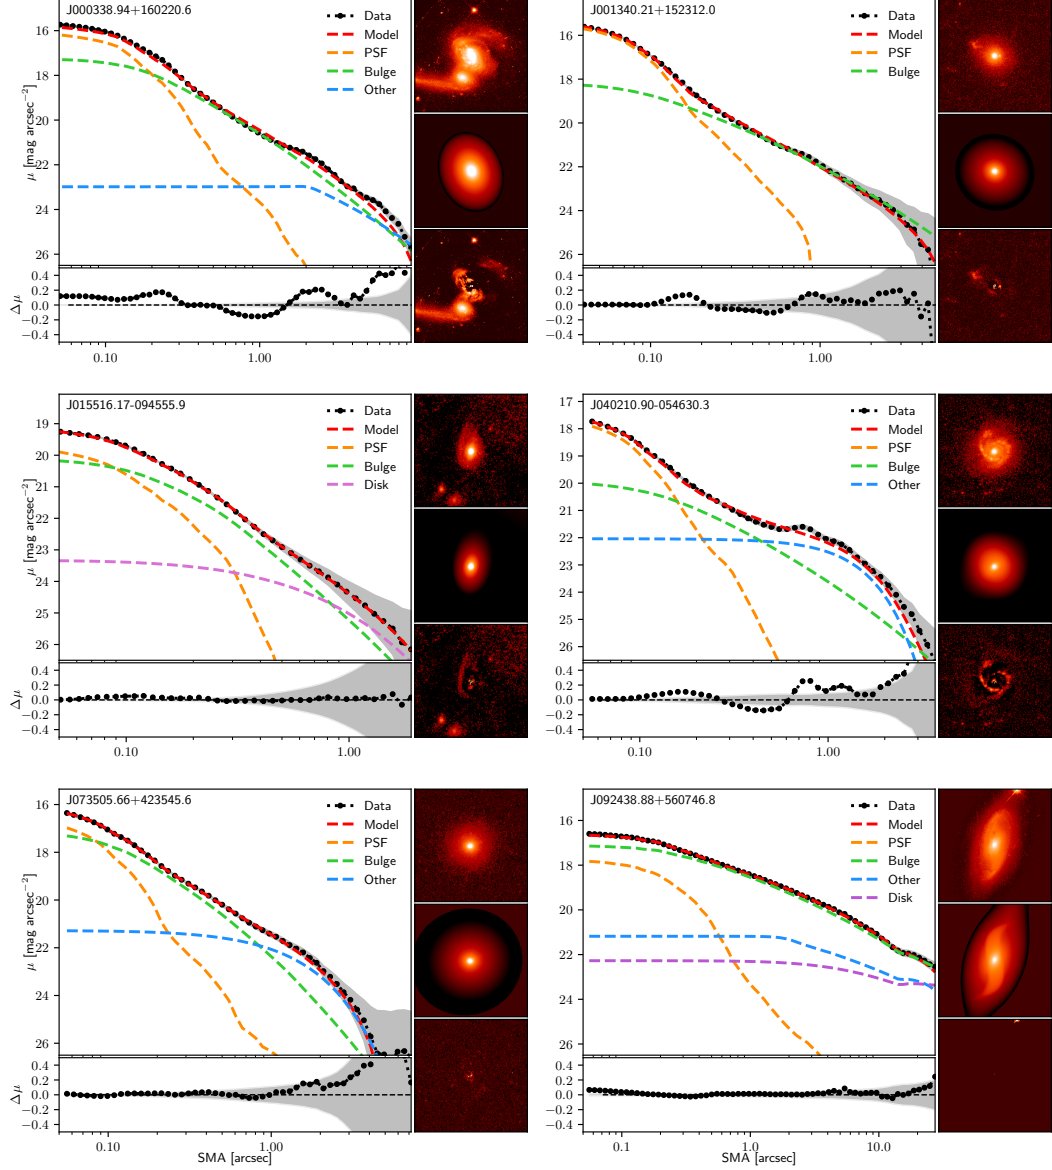 J000338.94+160220.6
Data
Model
PSF
Bulge
Other
16
18
20
22
24
26
μ [mag arcsec−2]
0.4
0.2
0.0
−0.2
−0.4
Δμ
0.10
1.00
J001340.21+152312.0
Data
Model
PSF
Bulge
16
18
20
22
24
26
0.4
0.2
0.0
−0.2
−0.4
0.10
1.00
J015516.17-094555.9
Data
Model
PSF
Bulge
Disk
19
20
21
22
23
24
25
26
μ [mag arcsec−2]
0.4
0.2
0.0
−0.2
−0.4
Δμ
0.10
1.00
J040210.90-054630.3
Data
Model
PSF
Bulge
Other
17
18
19
20
21
22
23
24
25
26
0.4
0.2
0.0
−0.2
−0.4
0.10
1.00
J073505.66+423545.6
Data
Model
PSF
Bulge
Other
16
18
20
22
24
26
μ [mag arcsec−2]
0.4
0.2
0.0
−0.2
−0.4
Δμ
0.10
1.00
SMA [arcsec]
J092438.88+560746.8
Data
Model
PSF
Bulge
Other
Disk
16
18
20
22
24
26
0.4
0.2
0.0
−0.2
−0.4
0.1
1.0
10.0
SMA [arcsec]